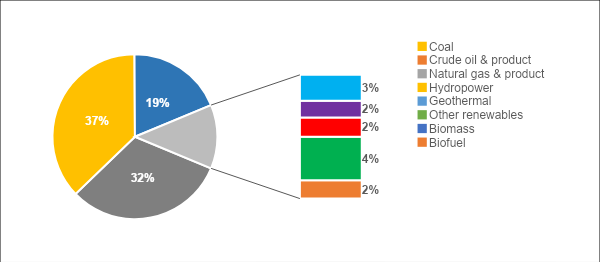 19%
37%
32%
3%
2%
2%
4%
2%
Coal
Crude oil & product
Natural gas & product
Hydropower
Geothermal
Other renewables
Biomass
Biofuel